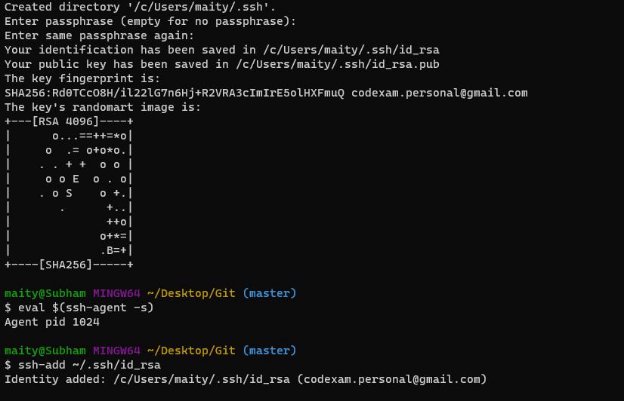 Created directory '/c/Users/maity/.ssh'.
Enter passphrase (empty for no passphrase):
Enter same passphrase again:
Your identification has been saved in /c/Users/maity/.ssh/id_rsa
Your public key has been saved in /c/Users/maity/.ssh/id_rsa.pub
The key fingerprint is:
SHA256:Rd0TCcO8H/il22lG7n6Hj+R2VRA3cImIrE5olHXFmuQ codexam.personal@gmail.com
The key's randomart image is:
+---[RSA 4096]----+
|      o...==++=*o|
|     o  .= o+o*o.|
|    . . + +  o o |
|     o o E  o . o|
|    . o S    o +.|
|       .      +..|
|              ++o|
|             o+*=|
|             .B=+|
+----[SHA256]-----+
maity@Subham MINGW64 ~/Desktop/Git (master)
$ eval $(ssh-agent -s)
Agent pid 1024
maity@Subham MINGW64 ~/Desktop/Git (master)
$ ssh-add ~/.ssh/id_rsa
Identity added: /c/Users/maity/.ssh/id_rsa (codexam.personal@gmail.com)